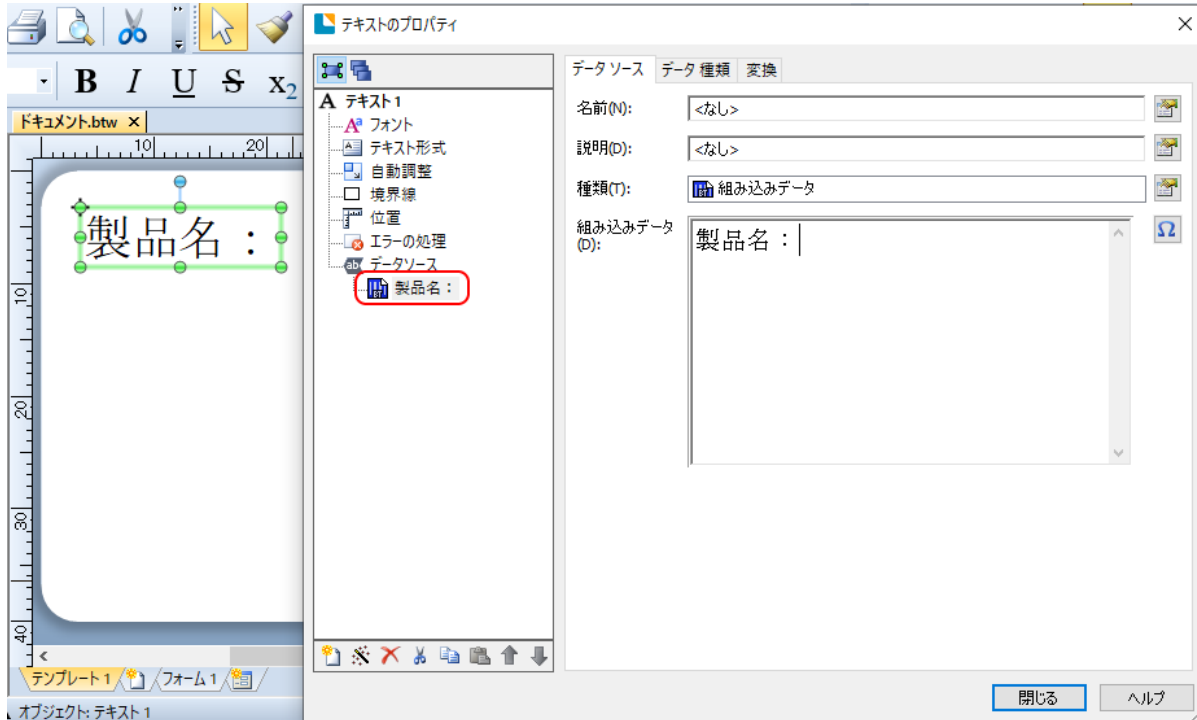 テキストのプロパティ
B I U S X2
ドキュメント.btw ×
10 20
製品名：
10
20
30
40
テンプレート 1
フォーム 1
オブジェクト: テキスト 1
A テキスト 1
フォント
テキスト形式
自動調整
境界線
位置
エラーの処理
データソース
製品名：
データ ソース データ 種類 変換
名前(N): <なし>
説明(D): <なし>
種類(T): 組み込みデータ
組み込みデータ
(D):
製品名：
Ω
閉じる ヘルプ